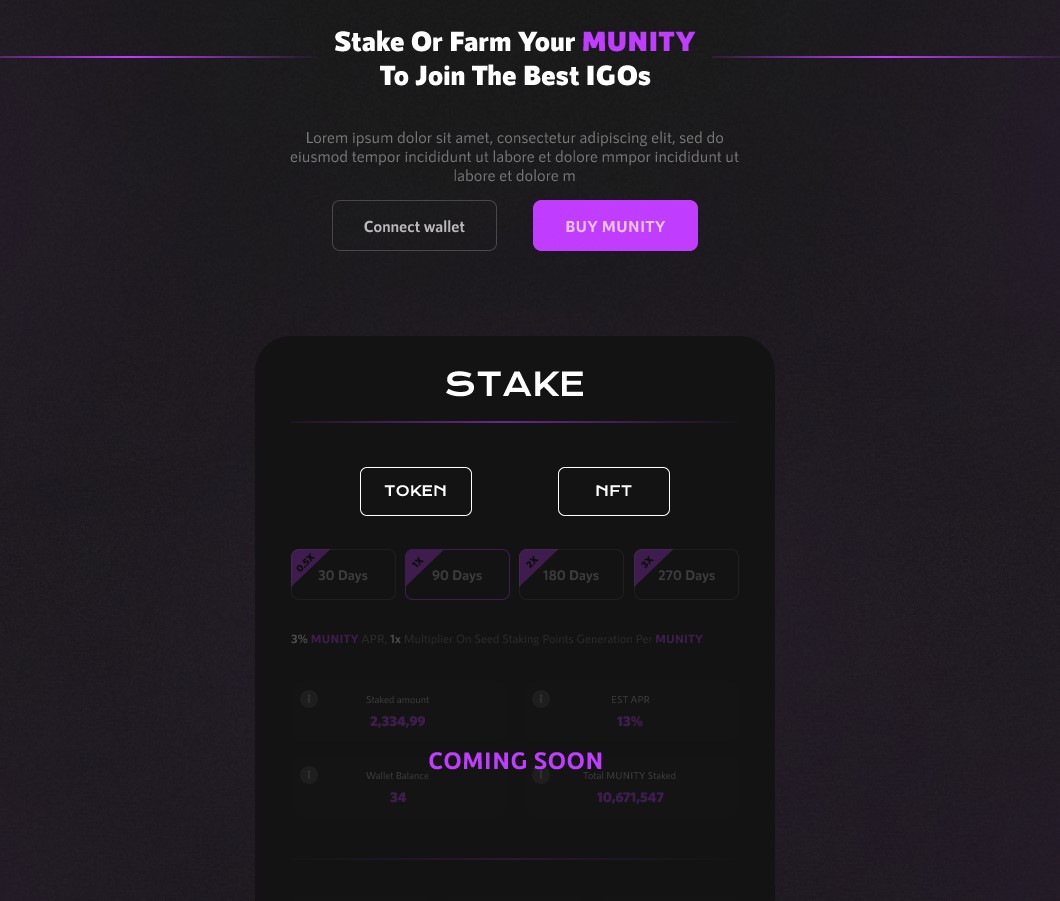 Stake Or Farm Your MUNITY
To Join The Best IGOs
Lorem ipsum dolor sit amet, consectetur adipiscing elit, sed do
eiusmod tempor incididunt ut labore et dolore mmpor incididunt ut
labore et dolore m
Connect wallet
BUY MUNITY
STAKE
TOKEN
NFT
0.5X
30 Days
1X
90 Days
2X
180 Days
3X
270 Days
3% MUNITY APR, 1x Multiplier On Seed Staking Points Generation Per MUNITY
Staked amount
2,334,99
EST APR
13%
COMING SOON
Wallet Balance
34
Total MUNITY Staked
10,671,547